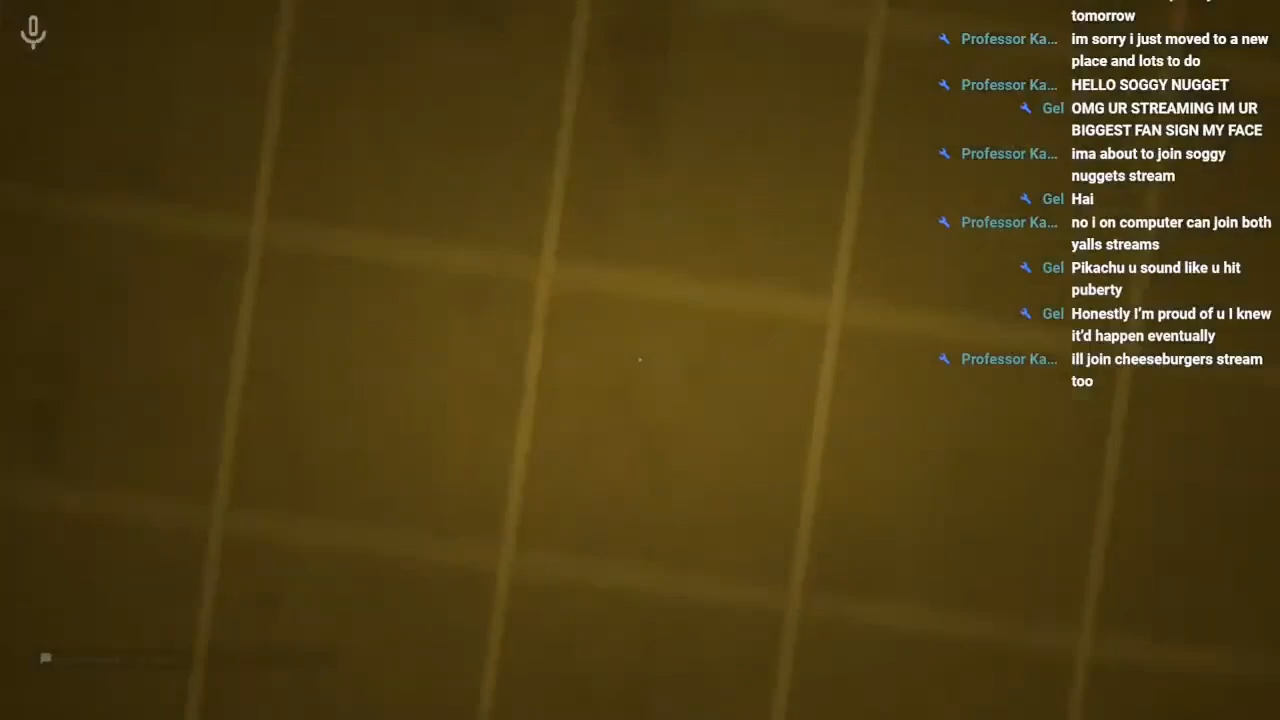 tomorrow
Professor Ka... im sorry i just moved to a new
place and lots to do
Professor Ka... HELLO SOGGY NUGGET
Gel OMG UR STREAMING IM UR
BIGGEST FAN SIGN MY FACE
Professor Ka... ima about to join soggy
nuggets stream
Gel Hai
Professor Ka... no i on computer can join both
yalls streams
Gel Pikachu u sound like u hit
puberty
Gel Honestly I’m proud of u I knew
it’d happen eventually
Professor Ka... ill join cheeseburgers stream
too